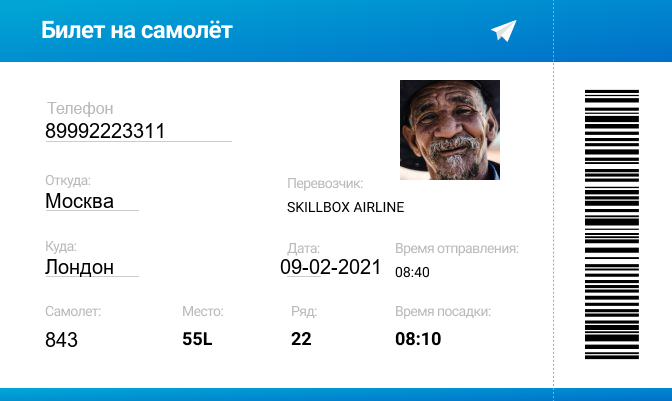 Билет на самолёт
Телефон
89992223311
Откуда:
Москва
Перевозчик:
SKILLBOX AIRLINE
Куда:
Лондон
Дата:
09-02-2021
Время отправления:
08:40
Самолет:
843
Место:
55L
Ряд:
22
Время посадки:
08:10